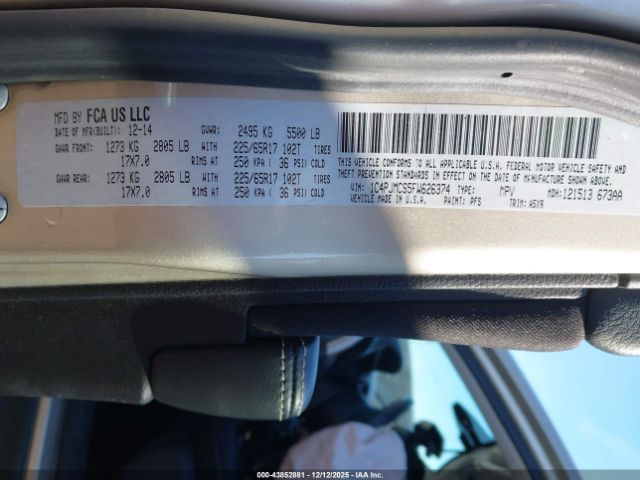 MFD BY FCA US LLC
DATE OF MFR(BUILT): 12-14 GVWR: 2495 KG 5500 LB
GAWR FRONT: 1273 KG 2805 LB WITH 225/65R17 102T TIRES
17X7.0 RIMS AT 250 KPA ( 36 PSI) COLD
GAWR REAR: 1273 KG 2805 LB WITH 225/65R17 102T TIRES
17X7.0 RIMS AT 250 KPA ( 36 PSI) COLD
THIS VEHICLE CONFORMS TO ALL APPLICABLE U.S.A. FEDERAL MOTOR VEHICLE SAFETY AND
THEFT PREVENTION STANDARDS IN EFFECT ON THE DATE OF MANUFACTURE SHOWN ABOVE.
VIN: 1C4PJMCS5FW626374 TYPE: MPV MDH: 121513 673AA
VEHICLE MADE IN U.S.A. PAINT: PFS TRIM: A5X9
000-43852881 - 12/12/2025 - IAA Inc.